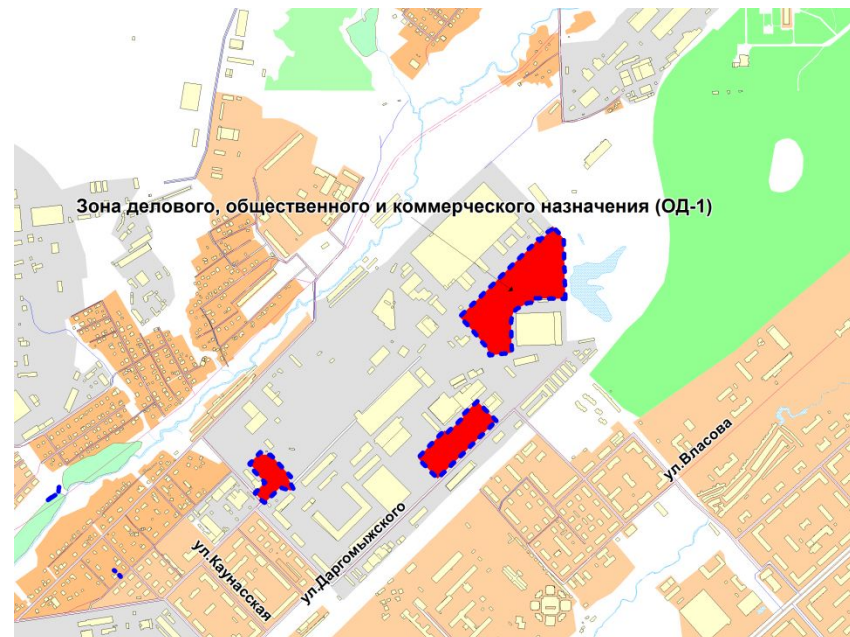 Зона делового, общественного и коммерческого назначения (ОД-1)
ул.Власова
ул.Даргомыжского
ул.Каунасская